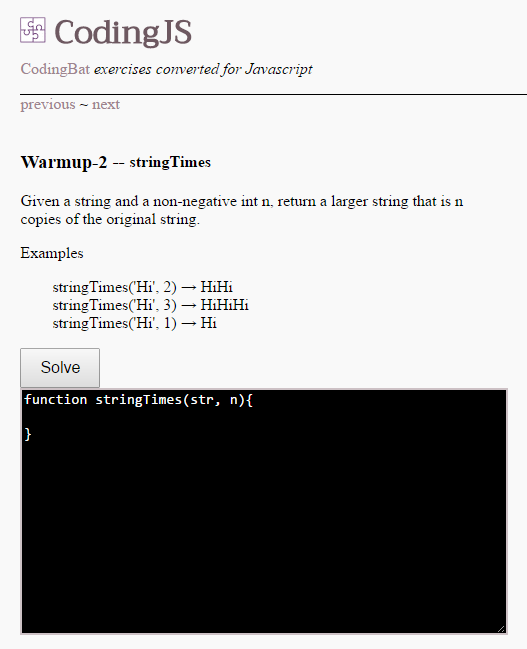 CodingJS
CodingBat exercises converted for Javascript
previous ~ next
Warmup-2 -- stringTimes
Given a string and a non-negative int n, return a larger string that is n
copies of the original string.
Examples
stringTimes('Hi', 2) → HiHi
stringTimes('Hi', 3) → HiHiHi
stringTimes('Hi', 1) → Hi
Solve
function stringTimes(str, n){
}